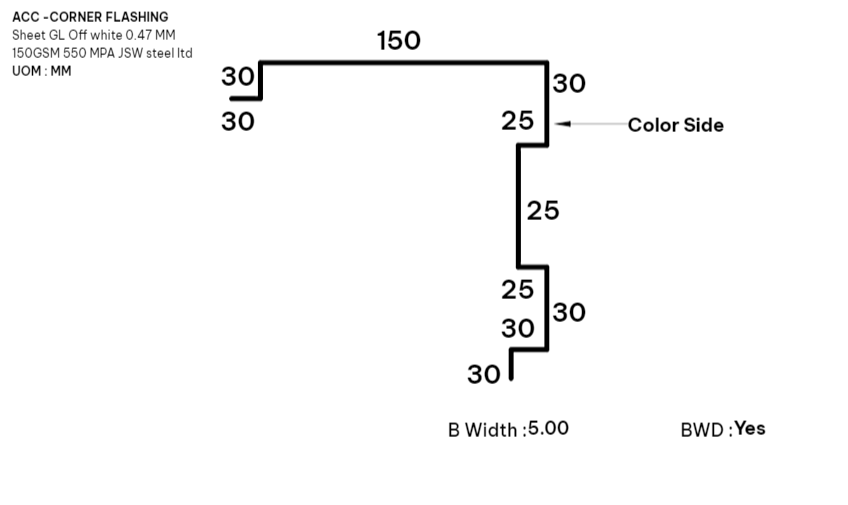 ACC -CORNER FLASHING
Sheet GL Off white 0.47 MM
150GSM 550 MPA JSW steel ltd
UOM : MM
150
30
30
30
25
Color Side
25
25
30
30
30
B Width :5.00
BWD :Yes